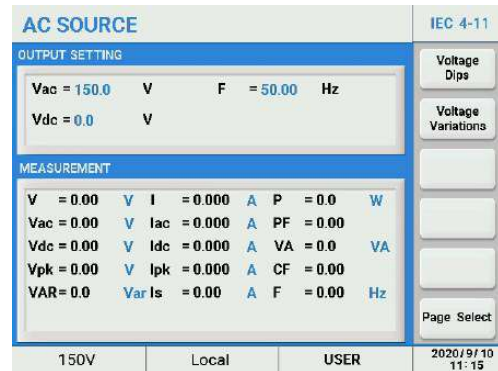 AC SOURCE
IEC 4-11
OUTPUT SETTING
Vac = 150.0 V F = 50.00 Hz
Vdc = 0.0 V
Voltage
Dips
Voltage
Variations
MEASUREMENT
V = 0.00 V I = 0.000 A P = 0.0 W
Vac = 0.00 V Iac = 0.000 A PF = 0.00
Vdc = 0.00 V Idc = 0.000 A VA = 0.0 VA
Vpk = 0.00 V Ipk = 0.000 A CF = 0.00
VAR= 0.0 Var Is = 0.00 A F = 0.00 Hz
Page Select
150V Local USER
2020/9/10
11:15